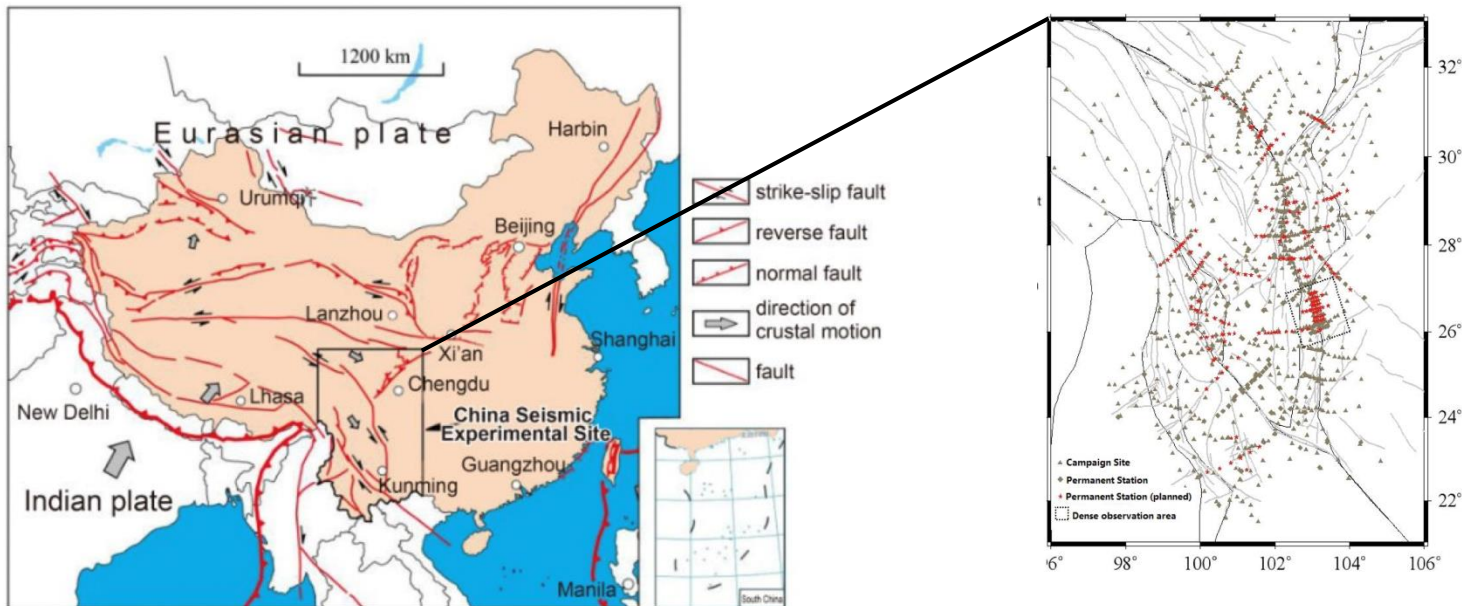 1200 km
Eurasian plate
Harbin
Urumqi
Beijing
Lanzhou
Xi'an
Shanghai
Chengdu
Lhasa
New Delhi
China Seismic
Experimental Site
Guangzhou
Kunming
Indian plate
Manila
South China
strike-slip fault
reverse fault
normal fault
direction of
crustal motion
fault
32°
30°
28°
26°
24°
22°
Campaign Site
Permanent Station
Permanent Station (planned)
Dense observation area
98°
100°
102°
104°
106°